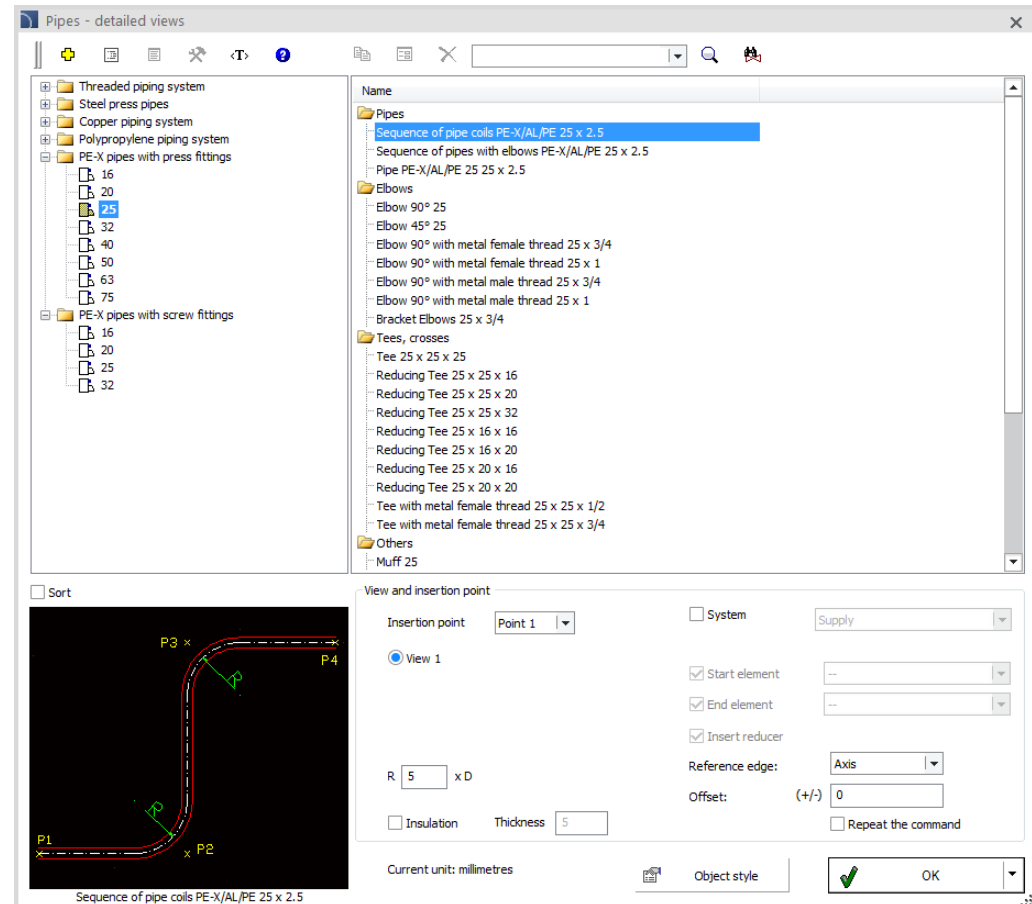 Pipes - detailed views
<T>
Threaded piping system
Steel press pipes
Copper piping system
Polypropylene piping system
PE-X pipes with press fittings
16
20
25
32
40
50
63
75
PE-X pipes with screw fittings
16
20
25
32
Name
Pipes
Sequence of pipe coils PE-X/AL/PE 25 x 2.5
Sequence of pipes with elbows PE-X/AL/PE 25 x 2.5
Pipe PE-X/AL/PE 25 25 x 2.5
Elbows
Elbow 90° 25
Elbow 45° 25
Elbow 90° with metal female thread 25 x 3/4
Elbow 90° with metal female thread 25 x 1
Elbow 90° with metal male thread 25 x 3/4
Elbow 90° with metal male thread 25 x 1
Bracket Elbows 25 x 3/4
Tees, crosses
Tee 25 x 25 x 25
Reducing Tee 25 x 25 x 16
Reducing Tee 25 x 25 x 20
Reducing Tee 25 x 25 x 32
Reducing Tee 25 x 16 x 16
Reducing Tee 25 x 16 x 20
Reducing Tee 25 x 20 x 16
Reducing Tee 25 x 20 x 20
Tee with metal female thread 25 x 25 x 1/2
Tee with metal female thread 25 x 25 x 3/4
Others
Muff 25
Sort
P3
P4
R
R
P1
P2
Sequence of pipe coils PE-X/AL/PE 25 x 2.5
View and insertion point
Insertion point Point 1
View 1
R 5 x D
Insulation Thickness 5
System Supply
Start element --
End element --
Insert reducer
Reference edge: Axis
Offset: (+/-) 0
Repeat the command
Current unit: millimetres
Object style
OK